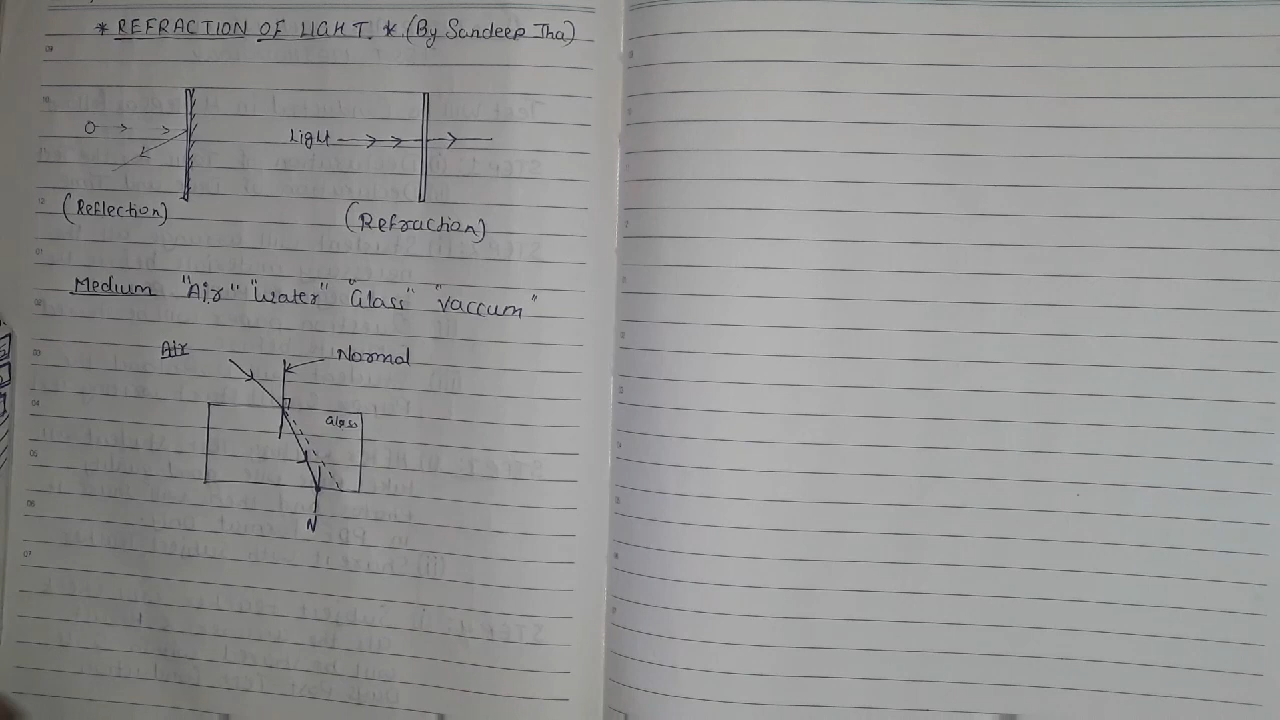 * REFRACTION OF LIGHT. * (By Sandeep Jha)
Light
(Reflection)
(Refraction)
Medium "Air" "water" "Glass" "vaccum"
Air
Normal
Glass
N